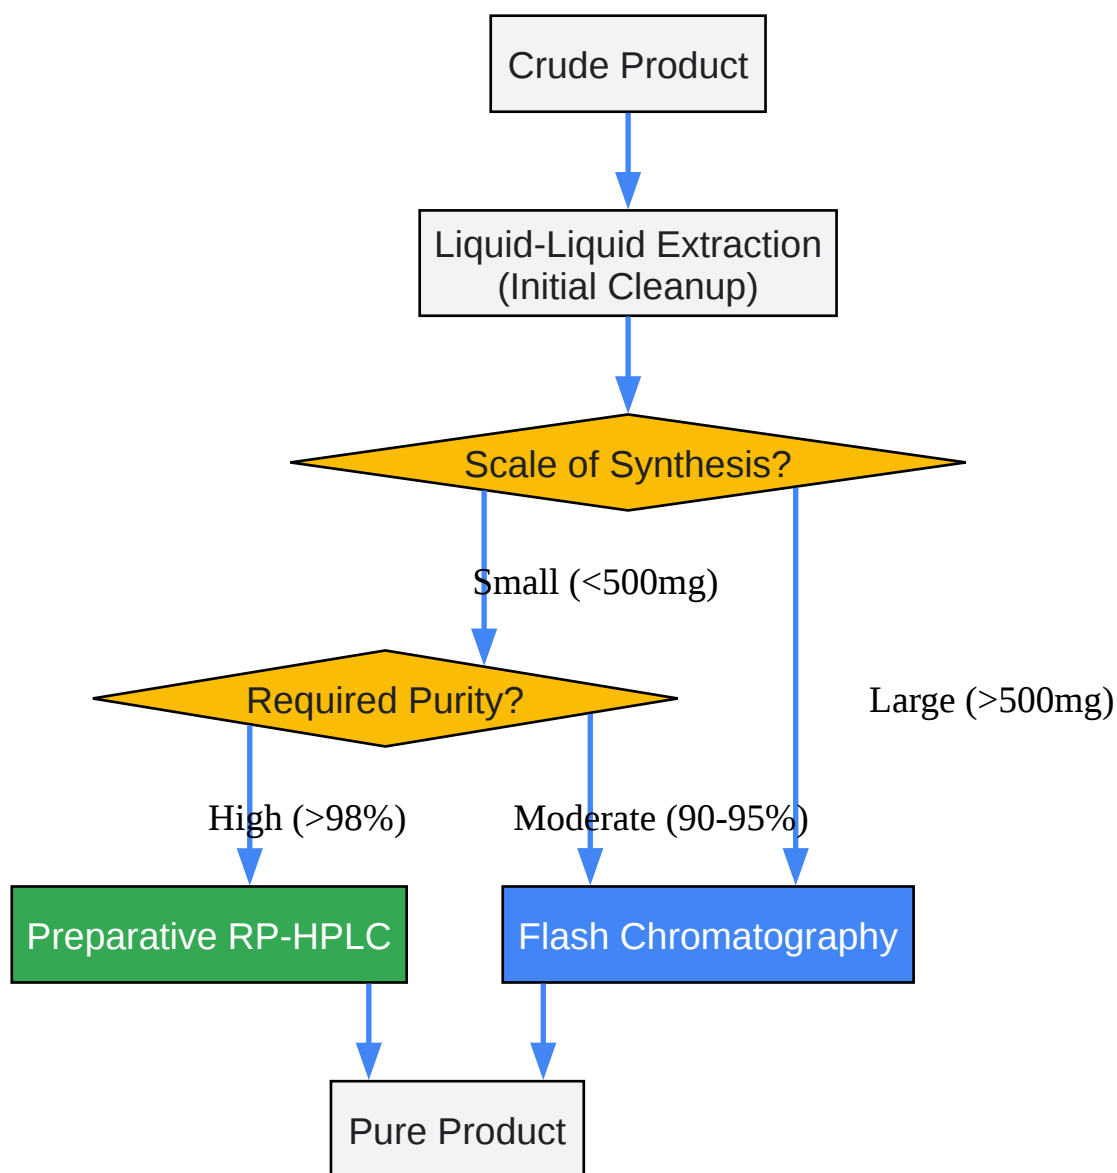 Crude Product
Liquid-Liquid Extraction
(Initial Cleanup)
Scale of Synthesis?
Small (<500mg)
Large (>500mg)
Required Purity?
High (>98%)
Moderate (90-95%)
Preparative RP-HPLC
Flash Chromatography
Pure Product